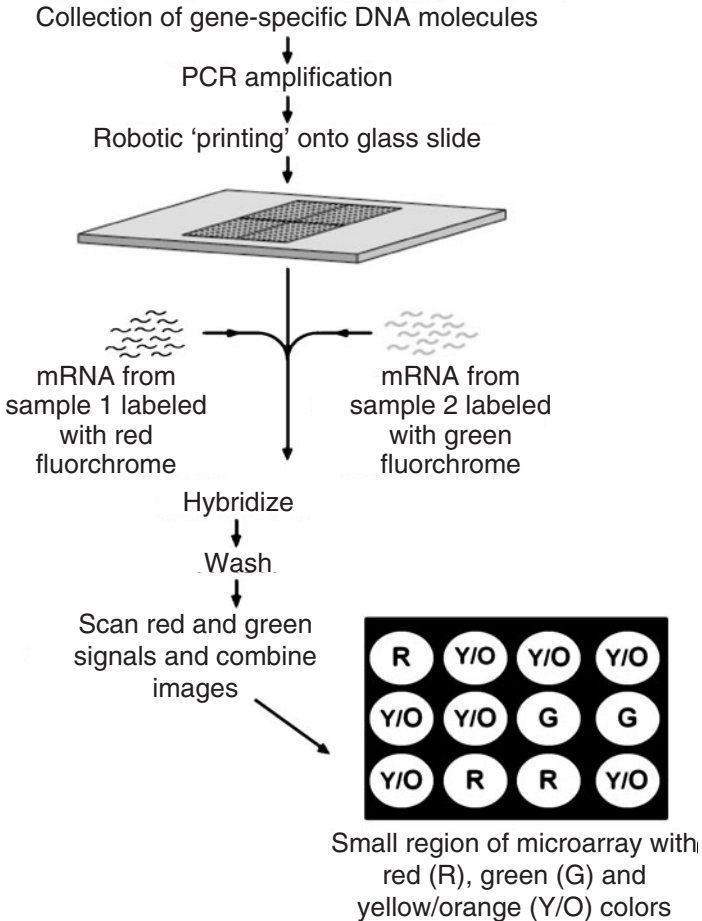 Collection of gene-specific DNA molecules
PCR amplification
Robotic ‘printing’ onto glass slide
mRNA from
sample 1 labeled
with red
fluorchrome
mRNA from
sample 2 labeled
with green
fluorchrome
Hybridize
Wash
Scan red and green
signals and combine
images
R Y/O Y/O Y/O
Y/O Y/O G G
Y/O R R Y/O
Small region of microarray with
red (R), green (G) and
yellow/orange (Y/O) colors